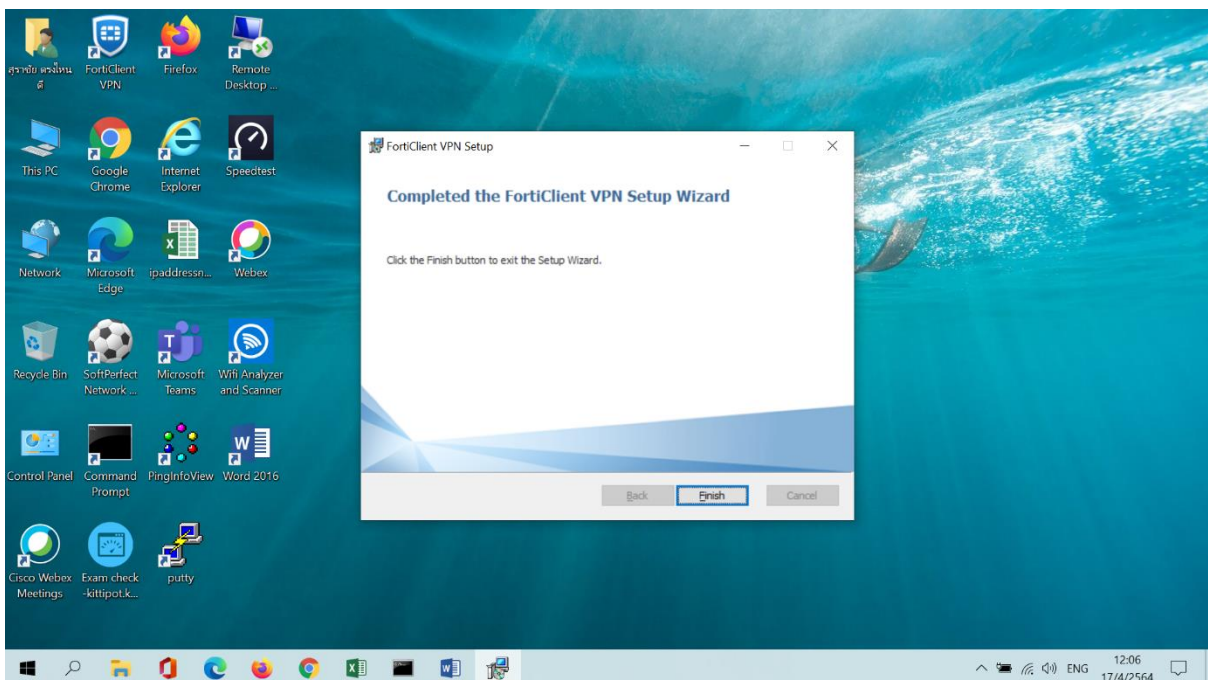 สุราชัย ตรงไหน
ดี
FortiClient
VPN
Firefox
Remote
Desktop ...
This PC
Google
Chrome
Internet
Explorer
Speedtest
Network
Microsoft
Edge
ipaddressn...
Webex
Recycle Bin
SoftPerfect
Network ...
Microsoft
Teams
Wifi Analyzer
and Scanner
Control Panel
Command
Prompt
PingInfoView
Word 2016
Cisco Webex
Meetings
Exam check
-kittipot.k...
putty
FortiClient VPN Setup
Completed the FortiClient VPN Setup Wizard
Click the Finish button to exit the Setup Wizard.
Back
Finish
Cancel
ENG
12:06
17/4/2564